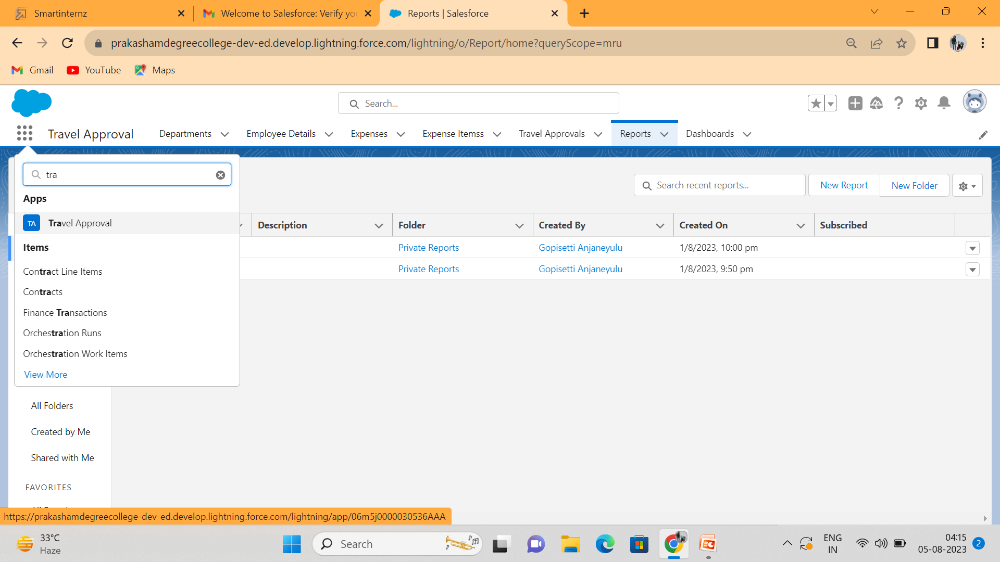 Smartinternz
Welcome to Salesforce: Verify yo
Reports | Salesforce
prakashamdegreecollege-dev-ed.develop.lightning.force.com/lightning/o/Report/home?queryScope=mru
Gmail
YouTube
Maps
Search...
Travel Approval
Departments
Employee Details
Expenses
Expense Itemss
Travel Approvals
Reports
Dashboards
tra
Apps
TA
Travel Approval
Items
Contract Line Items
Contracts
Finance Transactions
Orchestration Runs
Orchestration Work Items
View More
Search recent reports...
New Report
New Folder
Description
Folder
Created By
Created On
Subscribed
Private Reports
Gopisetti Anjaneyulu
1/8/2023, 10:00 pm
Private Reports
Gopisetti Anjaneyulu
1/8/2023, 9:50 pm
All Folders
Created by Me
Shared with Me
FAVORITES
https://prakashamdegreecollege-dev-ed.develop.lightning.force.com/lightning/app/06m5j0000030536AAA
33°C
Haze
Search
ENG
IN
04:15
05-08-2023
2